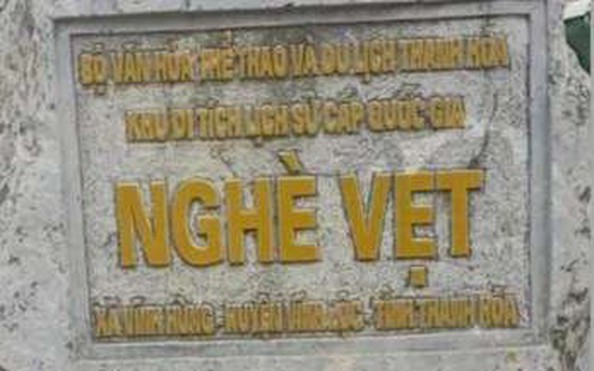 BỘ VĂN HÓA THỂ THAO VÀ DU LỊCH THANH HÓA
KHU DI TÍCH LỊCH SỬ CẤP QUỐC GIA
NGHÈ VẸT
XÃ VĨNH HÙNG - HUYỆN VĨNH LỘC - TỈNH THANH HÓA